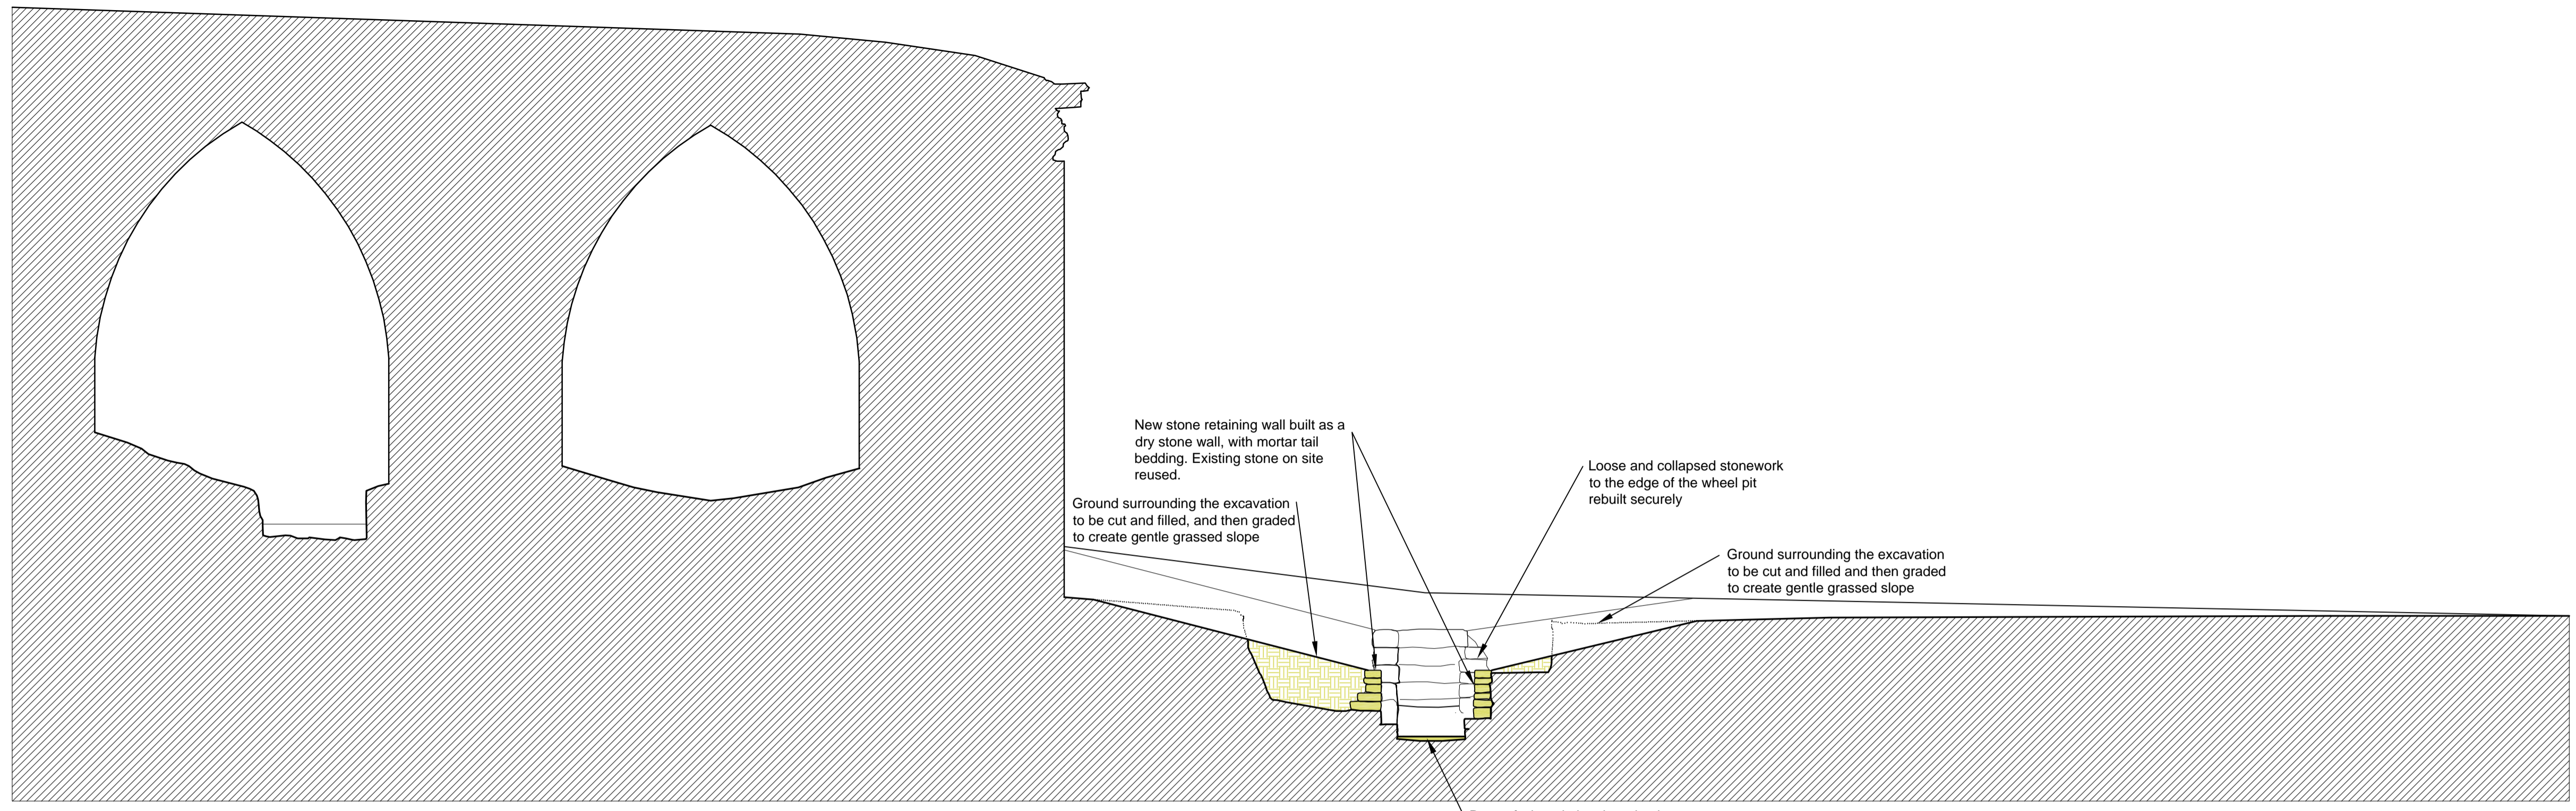 New stone retaining wall built as a
dry stone wall, with mortar tail
bedding. Existing stone on site
reused.
Ground surrounding the excavation
to be cut and filled, and then graded
to create gentle grassed slope
Loose and collapsed stonework
to the edge of the wheel pit
rebuilt securely
Ground surrounding the excavation
to be cut and filled and then graded
to create gentle grassed slope